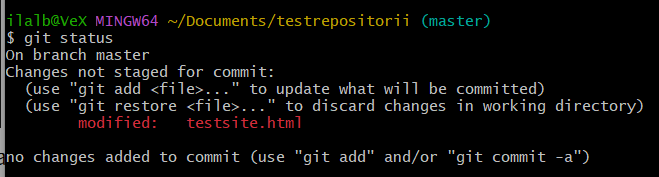 ilalb@VeX MINGW64 ~/Documents/testrepositorii (master)
$ git status
On branch master
Changes not staged for commit:
  (use "git add <file>..." to update what will be committed)
  (use "git restore <file>..." to discard changes in working directory)
        modified:   testsite.html

no changes added to commit (use "git add" and/or "git commit -a")